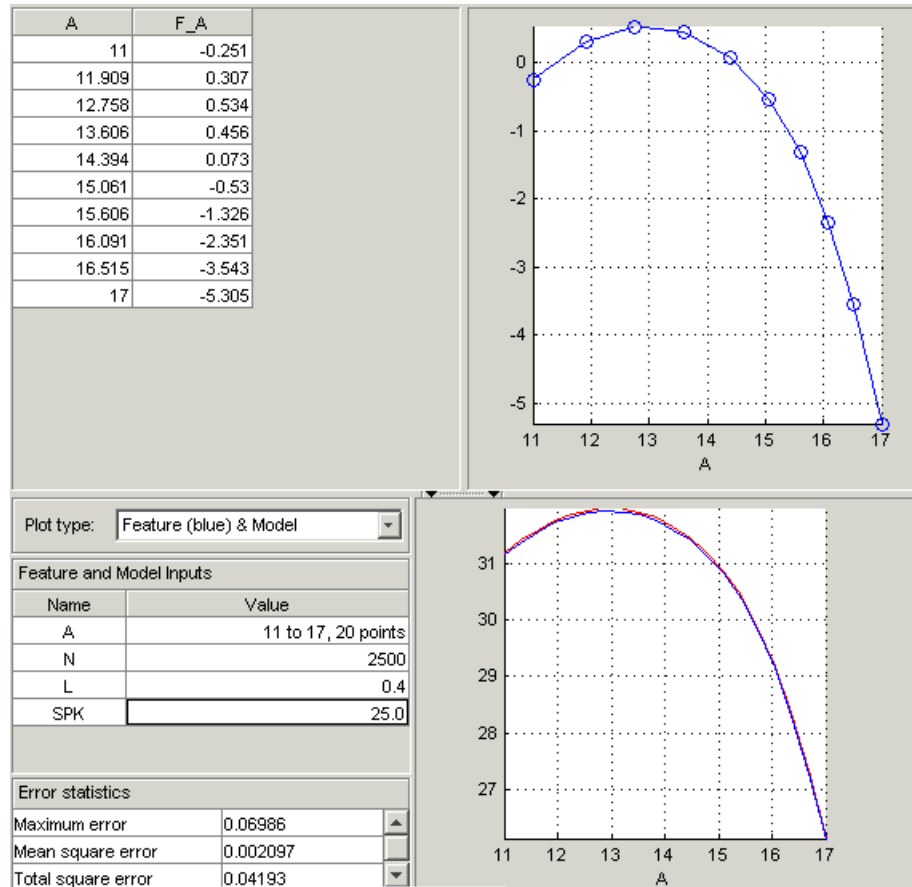 A F_A
11 -0.251
11.909 0.307
12.758 0.534
13.606 0.456
14.394 0.073
15.061 -0.53
15.606 -1.326
16.091 -2.351
16.515 -3.543
17 -5.305
0
-1
-2
-3
-4
-5
11 12 13 14 15 16 17
A
Plot type: Feature (blue) & Model
Feature and Model Inputs
Name Value
A 11 to 17, 20 points
N 2500
L 0.4
SPK 25.0
Error statistics
Maximum error 0.06986
Mean square error 0.002097
Total square error 0.04193
31
30
29
28
27
11 12 13 14 15 16 17
A